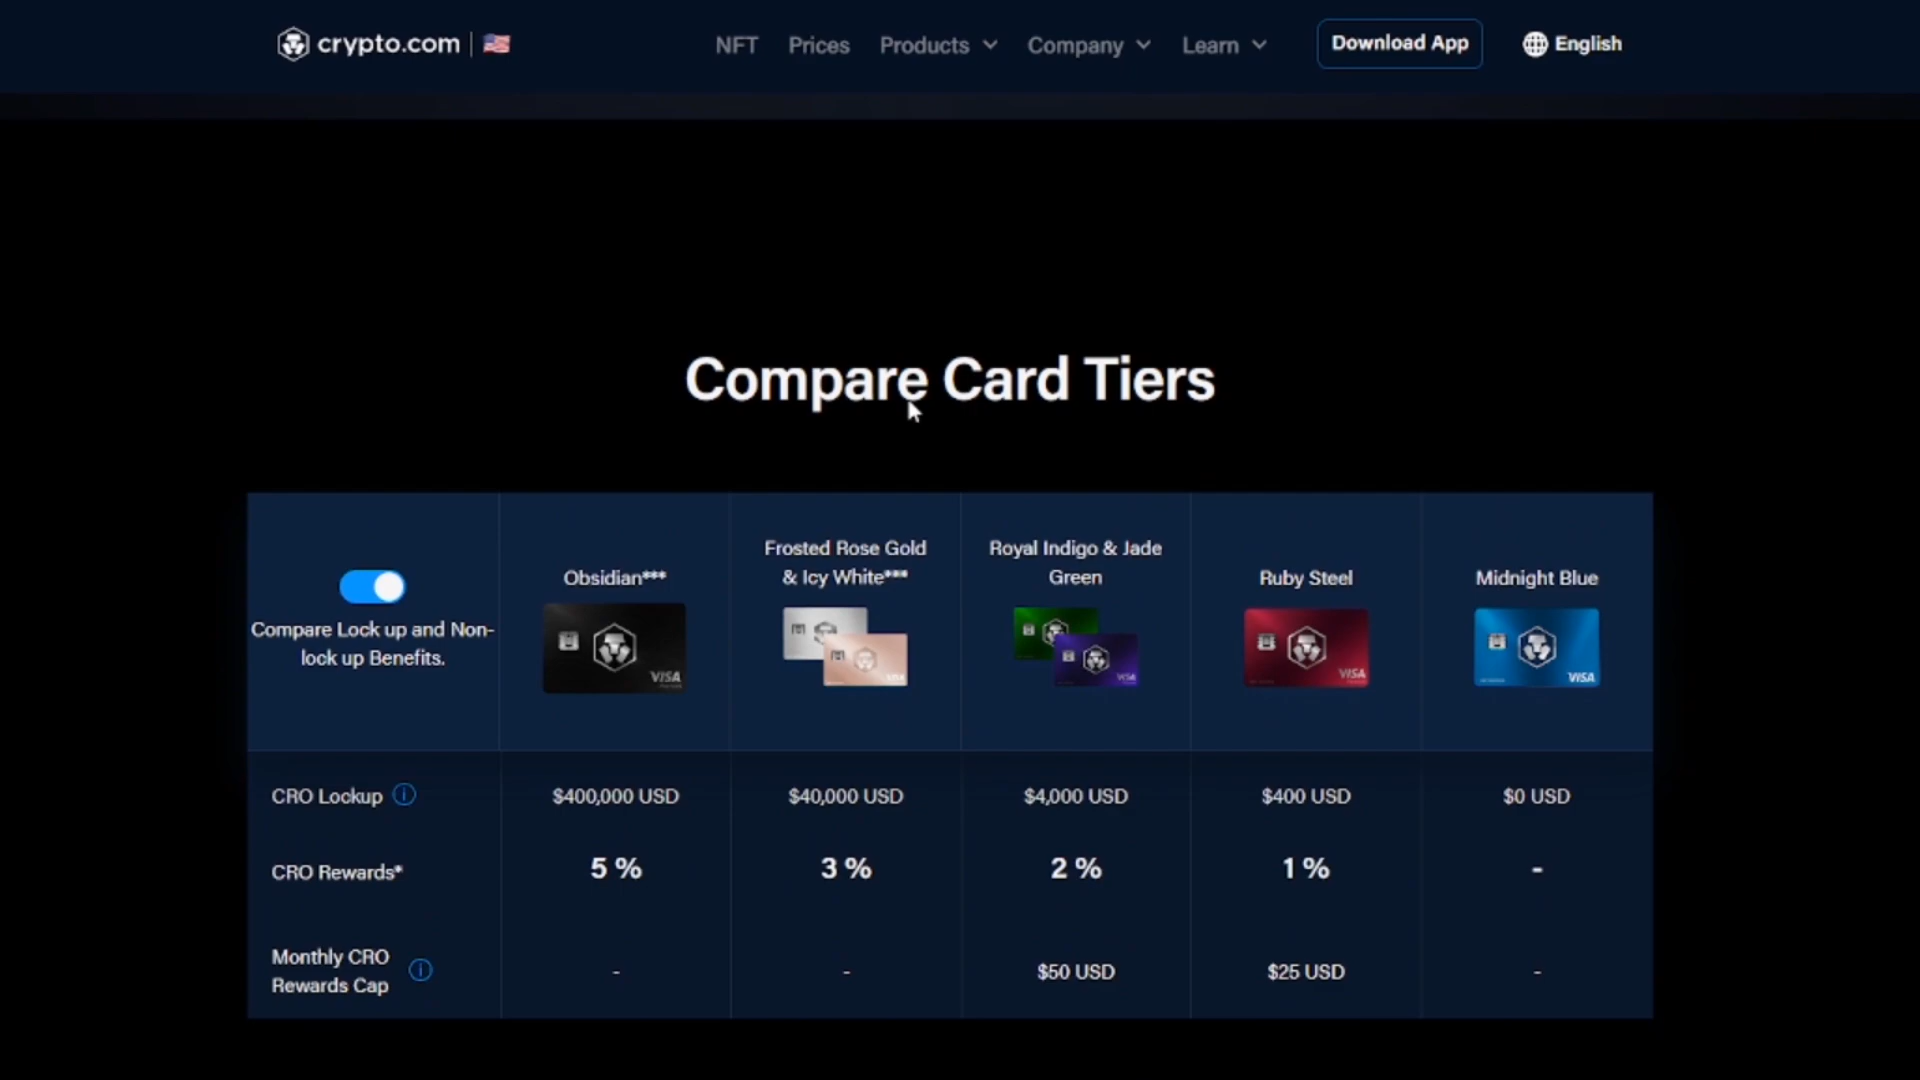 crypto.com
NFT Prices Products Company Learn Download App English
Compare Card Tiers
Compare Lock up and Non-
lock up Benefits.
Obsidian***
VISA
Frosted Rose Gold
& Icy White***
VISA
Royal Indigo & Jade
Green
VISA
Ruby Steel
VISA
Midnight Blue
VISA
CRO Lockup $400,000 USD $40,000 USD $4,000 USD $400 USD $0 USD
CRO Rewards* 5 % 3 % 2 % 1 % -
Monthly CRO
Rewards Cap - - $50 USD $25 USD -